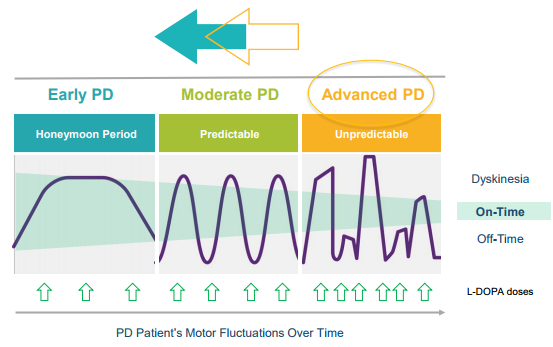 Early PD
Moderate PD
Advanced PD
Honeymoon Period
Predictable
Unpredictable
Dyskinesia
On-Time
Off-Time
L-DOPA doses
PD Patient's Motor Fluctuations Over Time